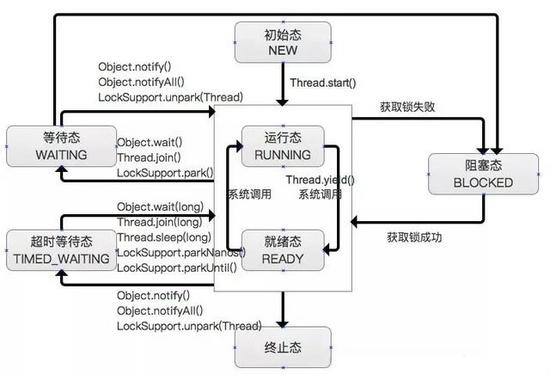 初始态
NEW
Object.notify()
Object.notifyAll()
LockSupport.unpark(Thread)
Thread.start()
获取锁失败
等待态
WAITING
Object.wait()
Thread.join()
LockSupport.park()
运行态
RUNNING
阻塞态
BLOCKED
Thread.yield()
系统调用
系统调用
Object.wait(long)
Thread.join(long)
Thread.sleep(long)
LockSupport.parkNanos()
LockSupport.parkUntil()
获取锁成功
超时等待态
TIMED_WAITING
就绪态
READY
Object.notify()
Object.notifyAll()
LockSupport.unpark(Thread)
终止态